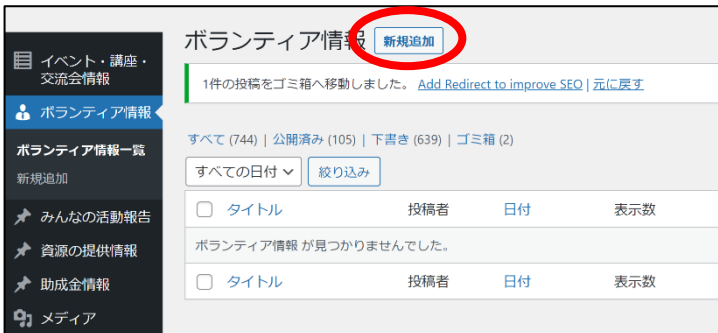 イベント・講座・
交流会情報
ボランティア情報
ボランティア情報一覧
新規追加
みんなの活動報告
資源の提供情報
助成金情報
メディア
ボランティア情報 新規追加
1件の投稿をゴミ箱へ移動しました。 Add Redirect to improve SEO | 元に戻す
すべて (744) | 公開済み (105) | 下書き (639) | ゴミ箱 (2)
すべての日付 絞り込み
タイトル 投稿者 日付 表示数
ボランティア情報 が見つかりませんでした。
タイトル 投稿者 日付 表示数